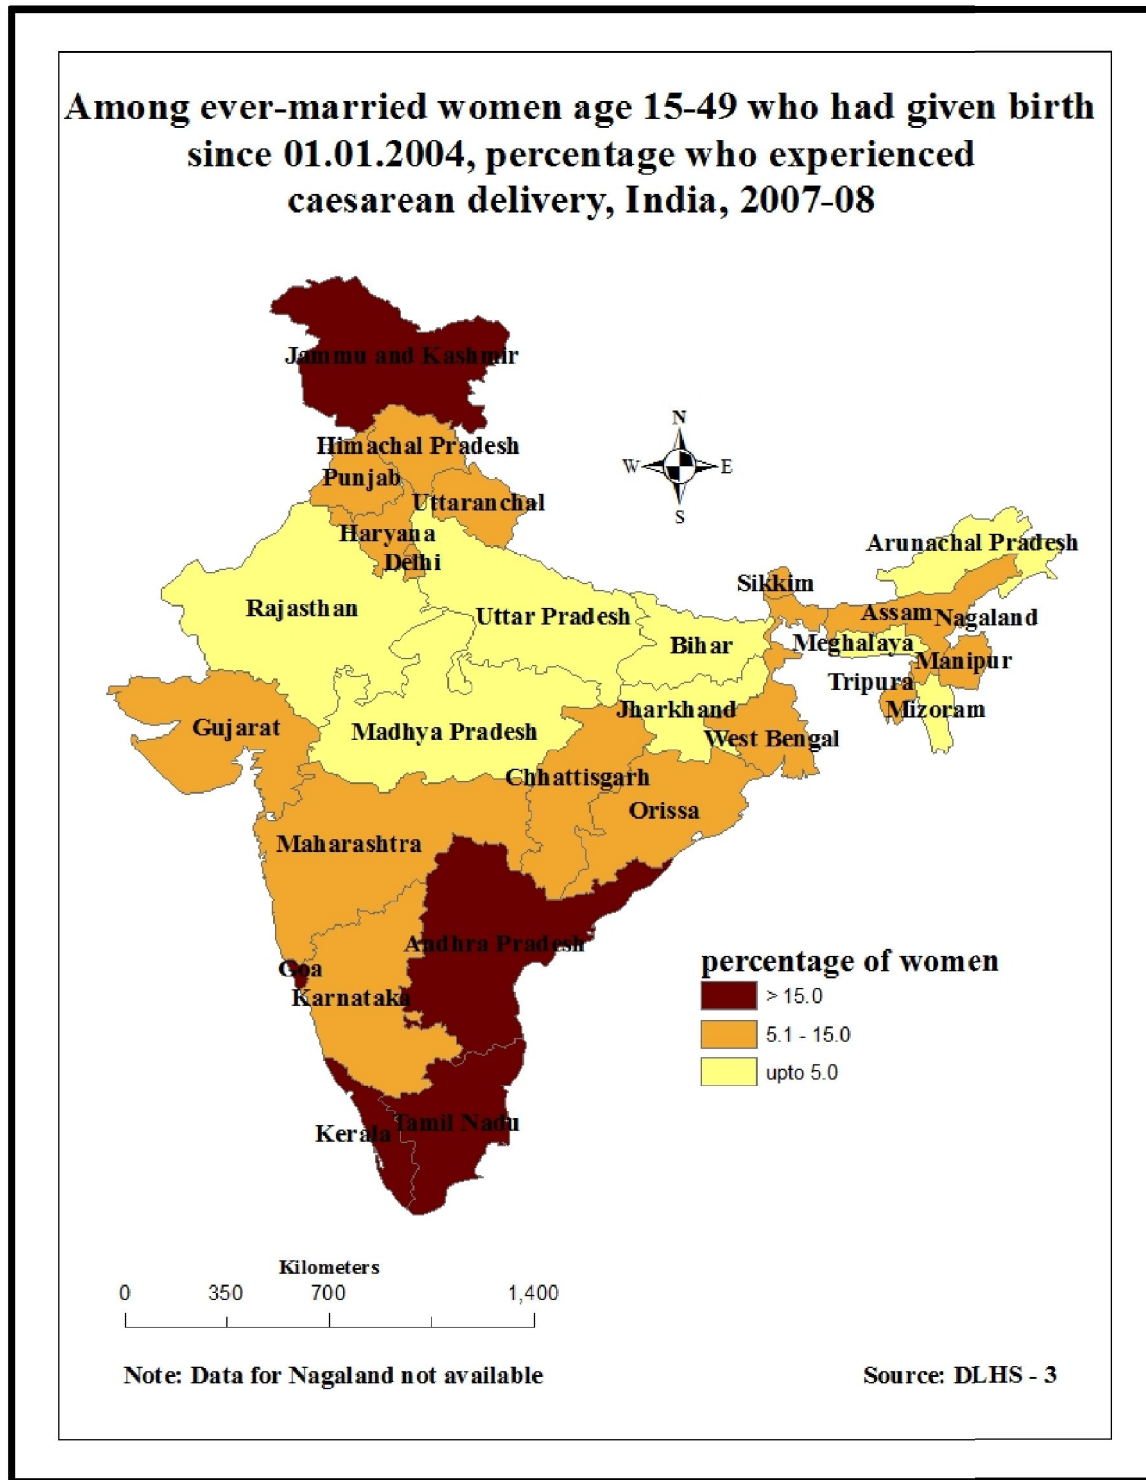 Among ever-married women age 15-49 who had given birth
since 01.01.2004, percentage who experienced
caesarean delivery, India, 2007-08
Jammu and Kashmir
N
W
E
S
Himachal Pradesh
Punjab
Uttaranchal
Haryana
Delhi
Arunachal Pradesh
Sikkim
Rajasthan
Uttar Pradesh
Assam
Nagaland
Bihar
Meghalaya
Manipur
Tripura
Jharkhand
Mizoram
Gujarat
Madhya Pradesh
West Bengal
Chhattisgarh
Orissa
Maharashtra
Andhra Pradesh
Goa
Karnataka
Kerala
Tamil Nadu
percentage of women
> 15.0
5.1 - 15.0
upto 5.0
Kilometers
0 350 700 1,400
Note: Data for Nagaland not available
Source: DLHS - 3